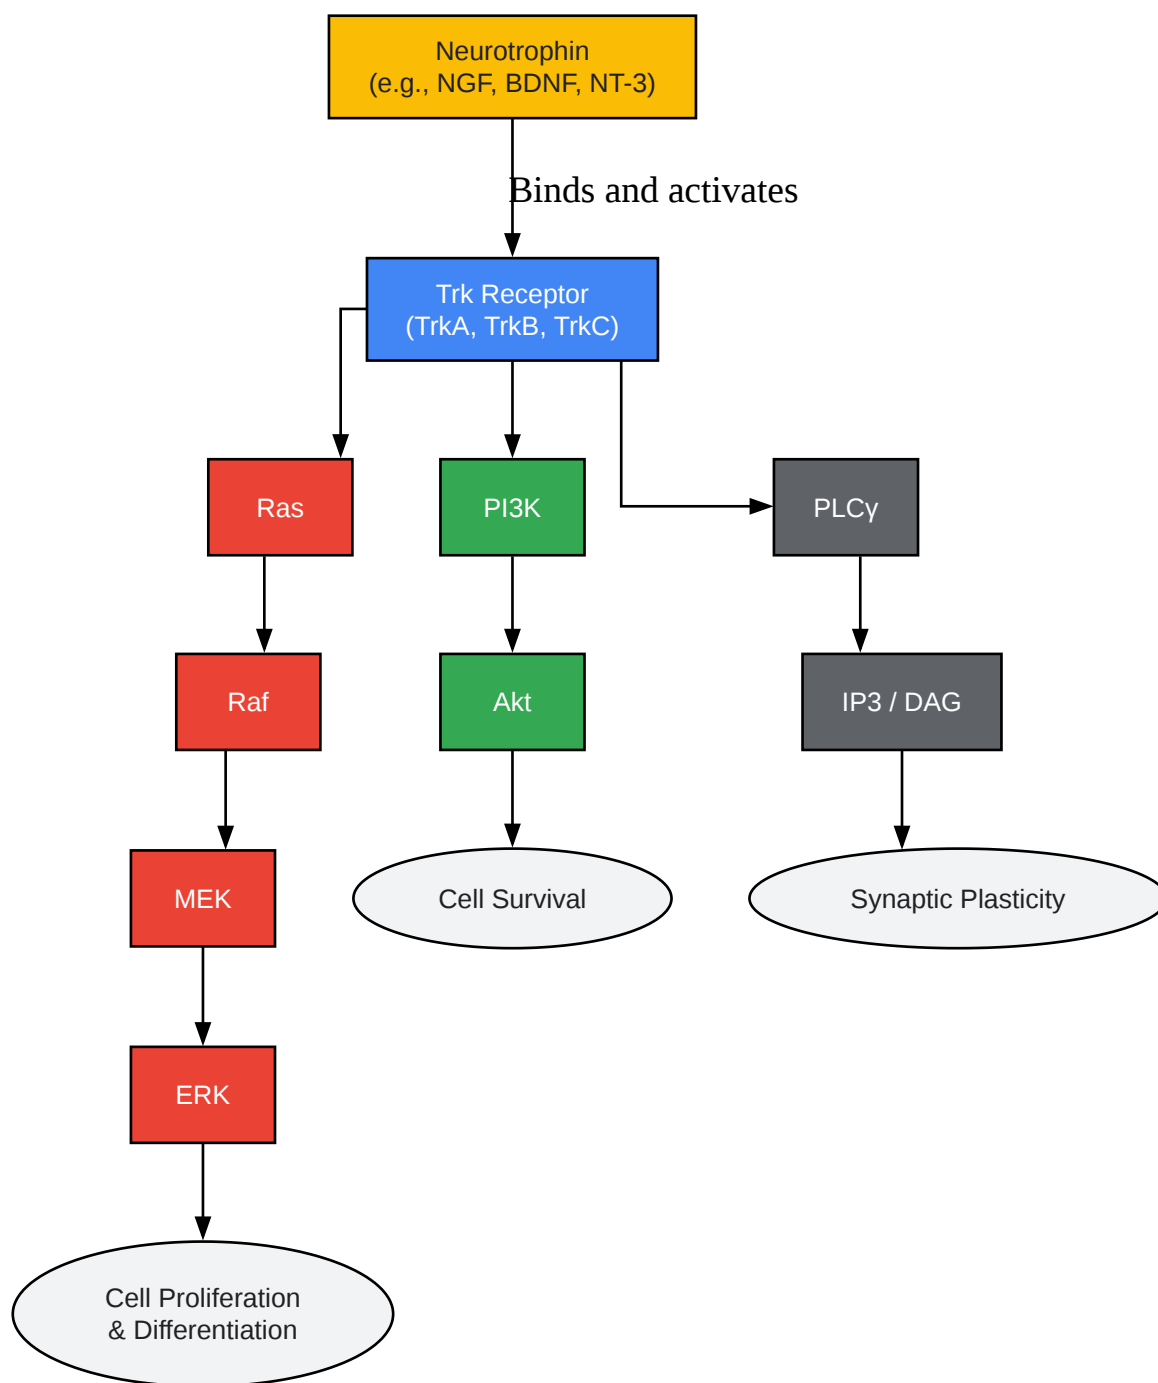 Neurotrophin
(e.g., NGF, BDNF, NT-3)
Binds and activates
Trk Receptor
(TrkA, TrkB, TrkC)
Ras
PI3K
PLCγ
Raf
Akt
IP3 / DAG
MEK
Cell Survival
Synaptic Plasticity
ERK
Cell Proliferation
& Differentiation